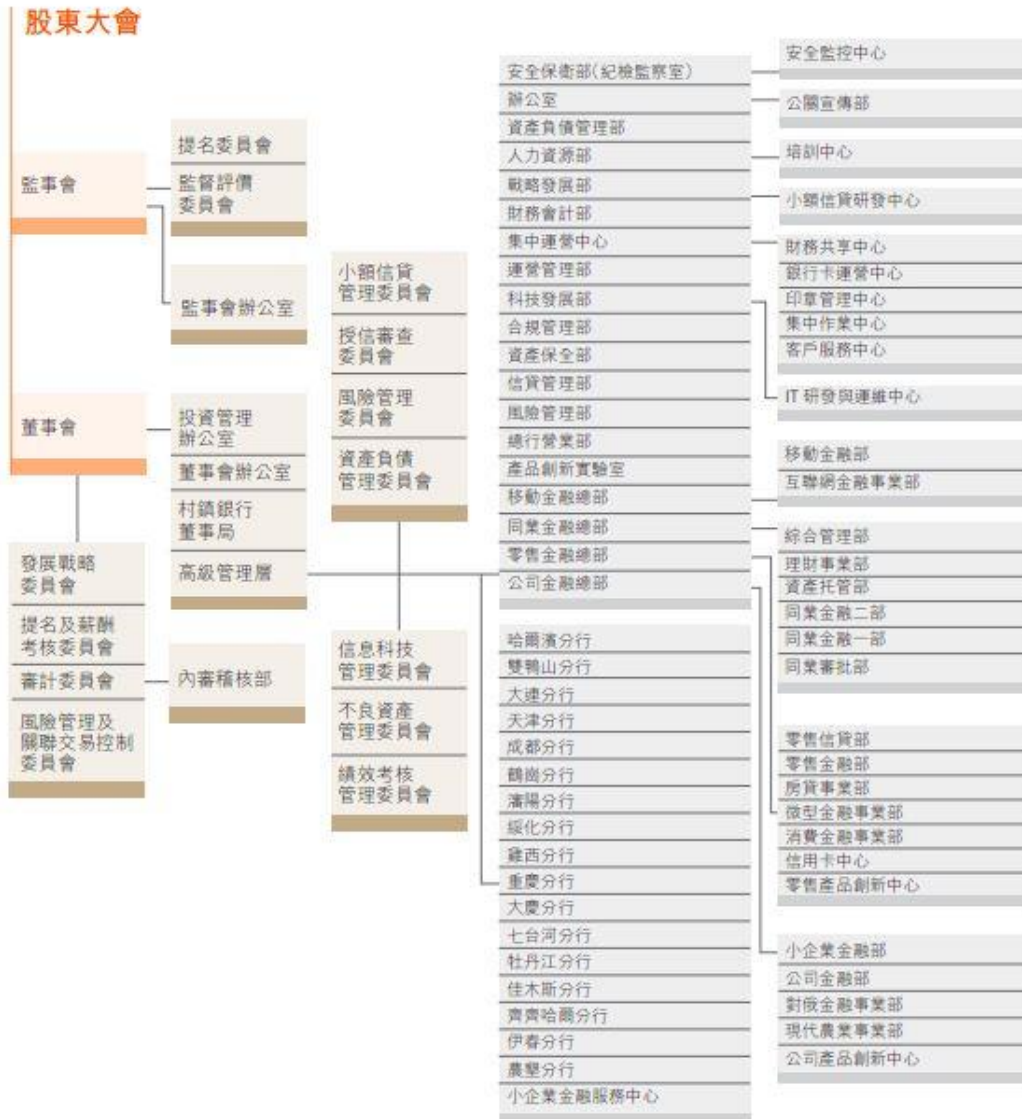 股東大會
監事會
提名委員會
監督評價
委員會
監事會辦公室
董事會
投資管理
辦公室
董事會辦公室
村鎮銀行
董事局
高級管理層
發展戰略
委員會
提名及薪酬
考核委員會
審計委員會
風險管理及
關聯交易控制
委員會
內審稽核部
小額信貸
管理委員會
授信審查
委員會
風險管理
委員會
資產負債
管理委員會
信息科技
管理委員會
不良資產
管理委員會
績效考核
管理委員會
安全保衛部(紀檢監察室)
辦公室
資產負債管理部
人力資源部
戰略發展部
財務會計部
集中運營中心
運營管理部
科技發展部
合規管理部
資產保全部
信貸管理部
風險管理部
總行營業部
產品創新實驗室
移動金融總部
同業金融總部
零售金融總部
公司金融總部
哈爾濱分行
雙鴨山分行
大連分行
天津分行
成都分行
鶴崗分行
瀋陽分行
綏化分行
雞西分行
重慶分行
大慶分行
七台河分行
牡丹江分行
佳木斯分行
齊齊哈爾分行
伊春分行
農墾分行
小企業金融服務中心
安全監控中心
公關宣傳部
培訓中心
小額信貸研發中心
財務共享中心
銀行卡運營中心
印章管理中心
集中作業中心
客戶服務中心
IT 研發與運維中心
移動金融部
互聯網金融事業部
綜合管理部
理財事業部
資產托管部
同業金融二部
同業金融一部
同業審批部
零售信貸部
零售金融部
房貸事業部
微型金融事業部
消費金融事業部
信用卡中心
零售產品創新中心
小企業金融部
公司金融部
對俄金融事業部
現代農業事業部
公司產品創新中心